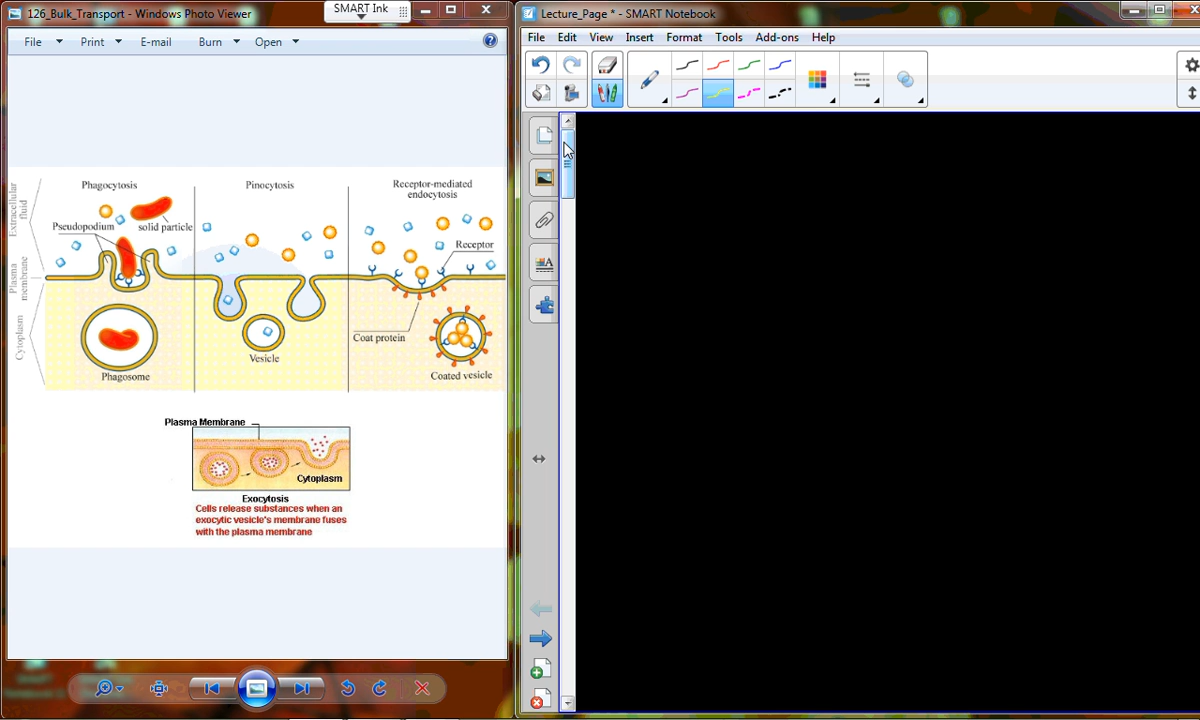 126_Bulk_Transport - Windows Photo Viewer
SMART Ink
File Print E-mail Burn Open
Phagocytosis
Pinocytosis
Receptor-mediated
endocytosis
Extracellular
fluid
Pseudopodium
solid particle
Receptor
Plasma
membrane
Cytoplasm
Coat protein
Vesicle
Phagosome
Coated vesicle
Plasma Membrane
Cytoplasm
Exocytosis
Cells release substances when an
exocytic vesicle's membrane fuses
with the plasma membrane
Lecture_Page * - SMART Notebook
File Edit View Insert Format Tools Add-ons Help